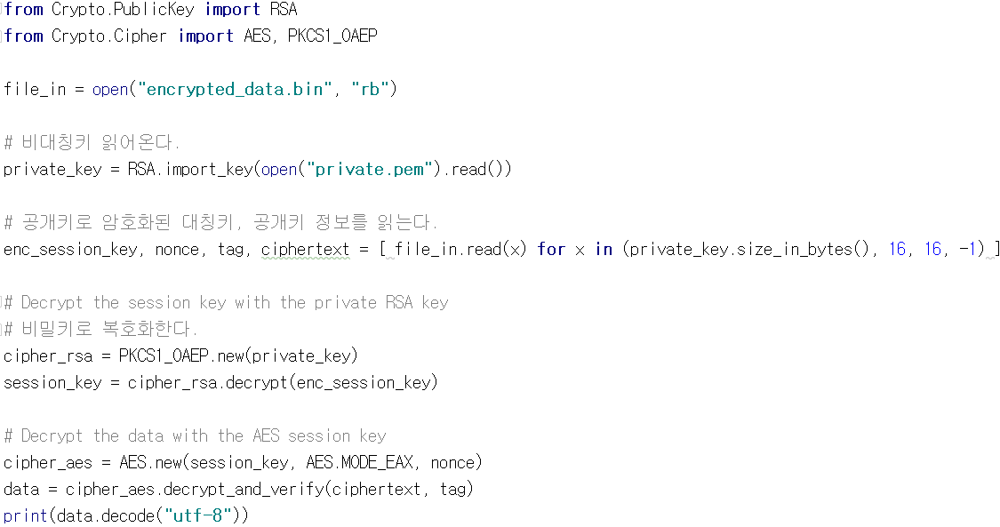 from Crypto.PublicKey import RSA
from Crypto.Cipher import AES, PKCS1_OAEP
file_in = open("encrypted_data.bin", "rb")
# 비대칭키 읽어온다.
private_key = RSA.import_key(open("private.pem").read())
# 공개키로 암호화된 대칭키, 공개키 정보를 읽는다.
enc_session_key, nonce, tag, ciphertext = [ file_in.read(x) for x in (private_key.size_in_bytes(), 16, 16, -1) ]
# Decrypt the session key with the private RSA key
# 비밀키로 복호화한다.
cipher_rsa = PKCS1_OAEP.new(private_key)
session_key = cipher_rsa.decrypt(enc_session_key)
# Decrypt the data with the AES session key
cipher_aes = AES.new(session_key, AES.MODE_EAX, nonce)
data = cipher_aes.decrypt_and_verify(ciphertext, tag)
print(data.decode("utf-8"))